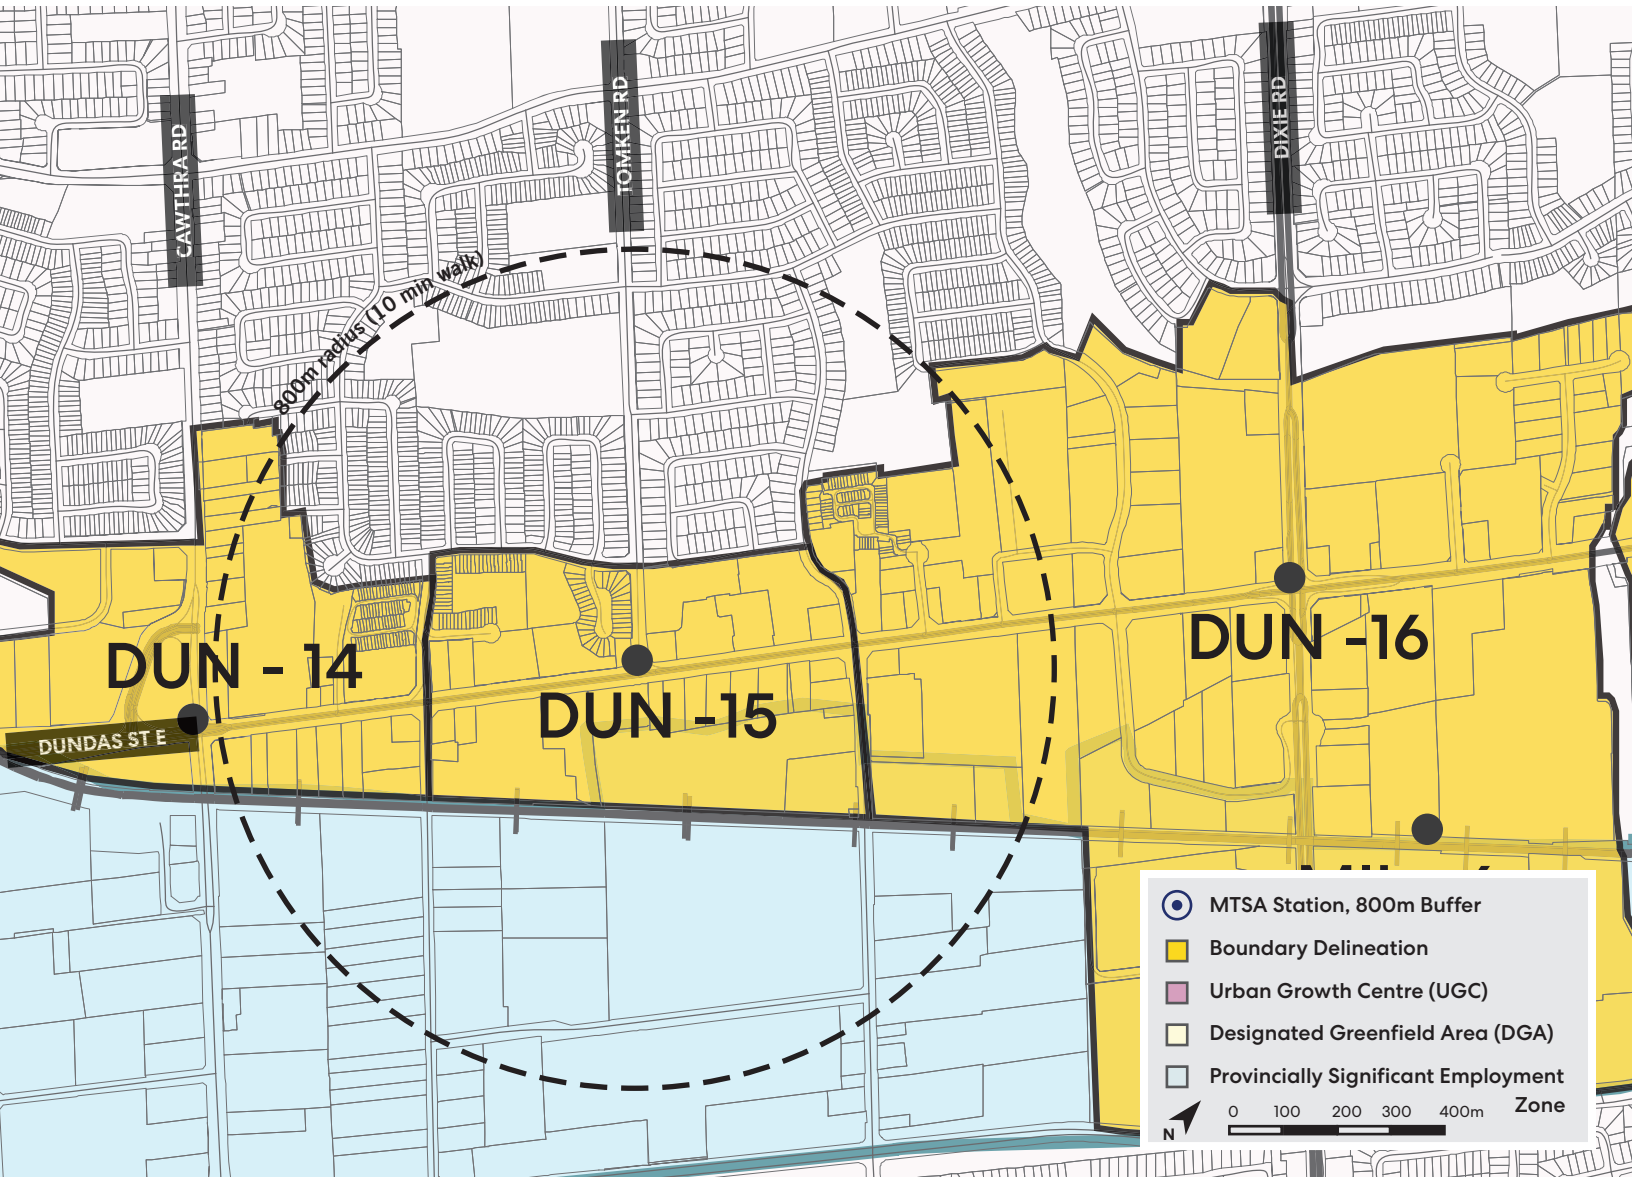 CAWTHRA RD
TOMKEN RD
DIXIE RD
800m radius (10 min walk)
DUN - 14
DUN -15
DUN -16
DUNDAS ST E
MTSA Station, 800m Buffer
Boundary Delineation
Urban Growth Centre (UGC)
Designated Greenfield Area (DGA)
Provincially Significant Employment
Zone
0 100 200 300 400m
N